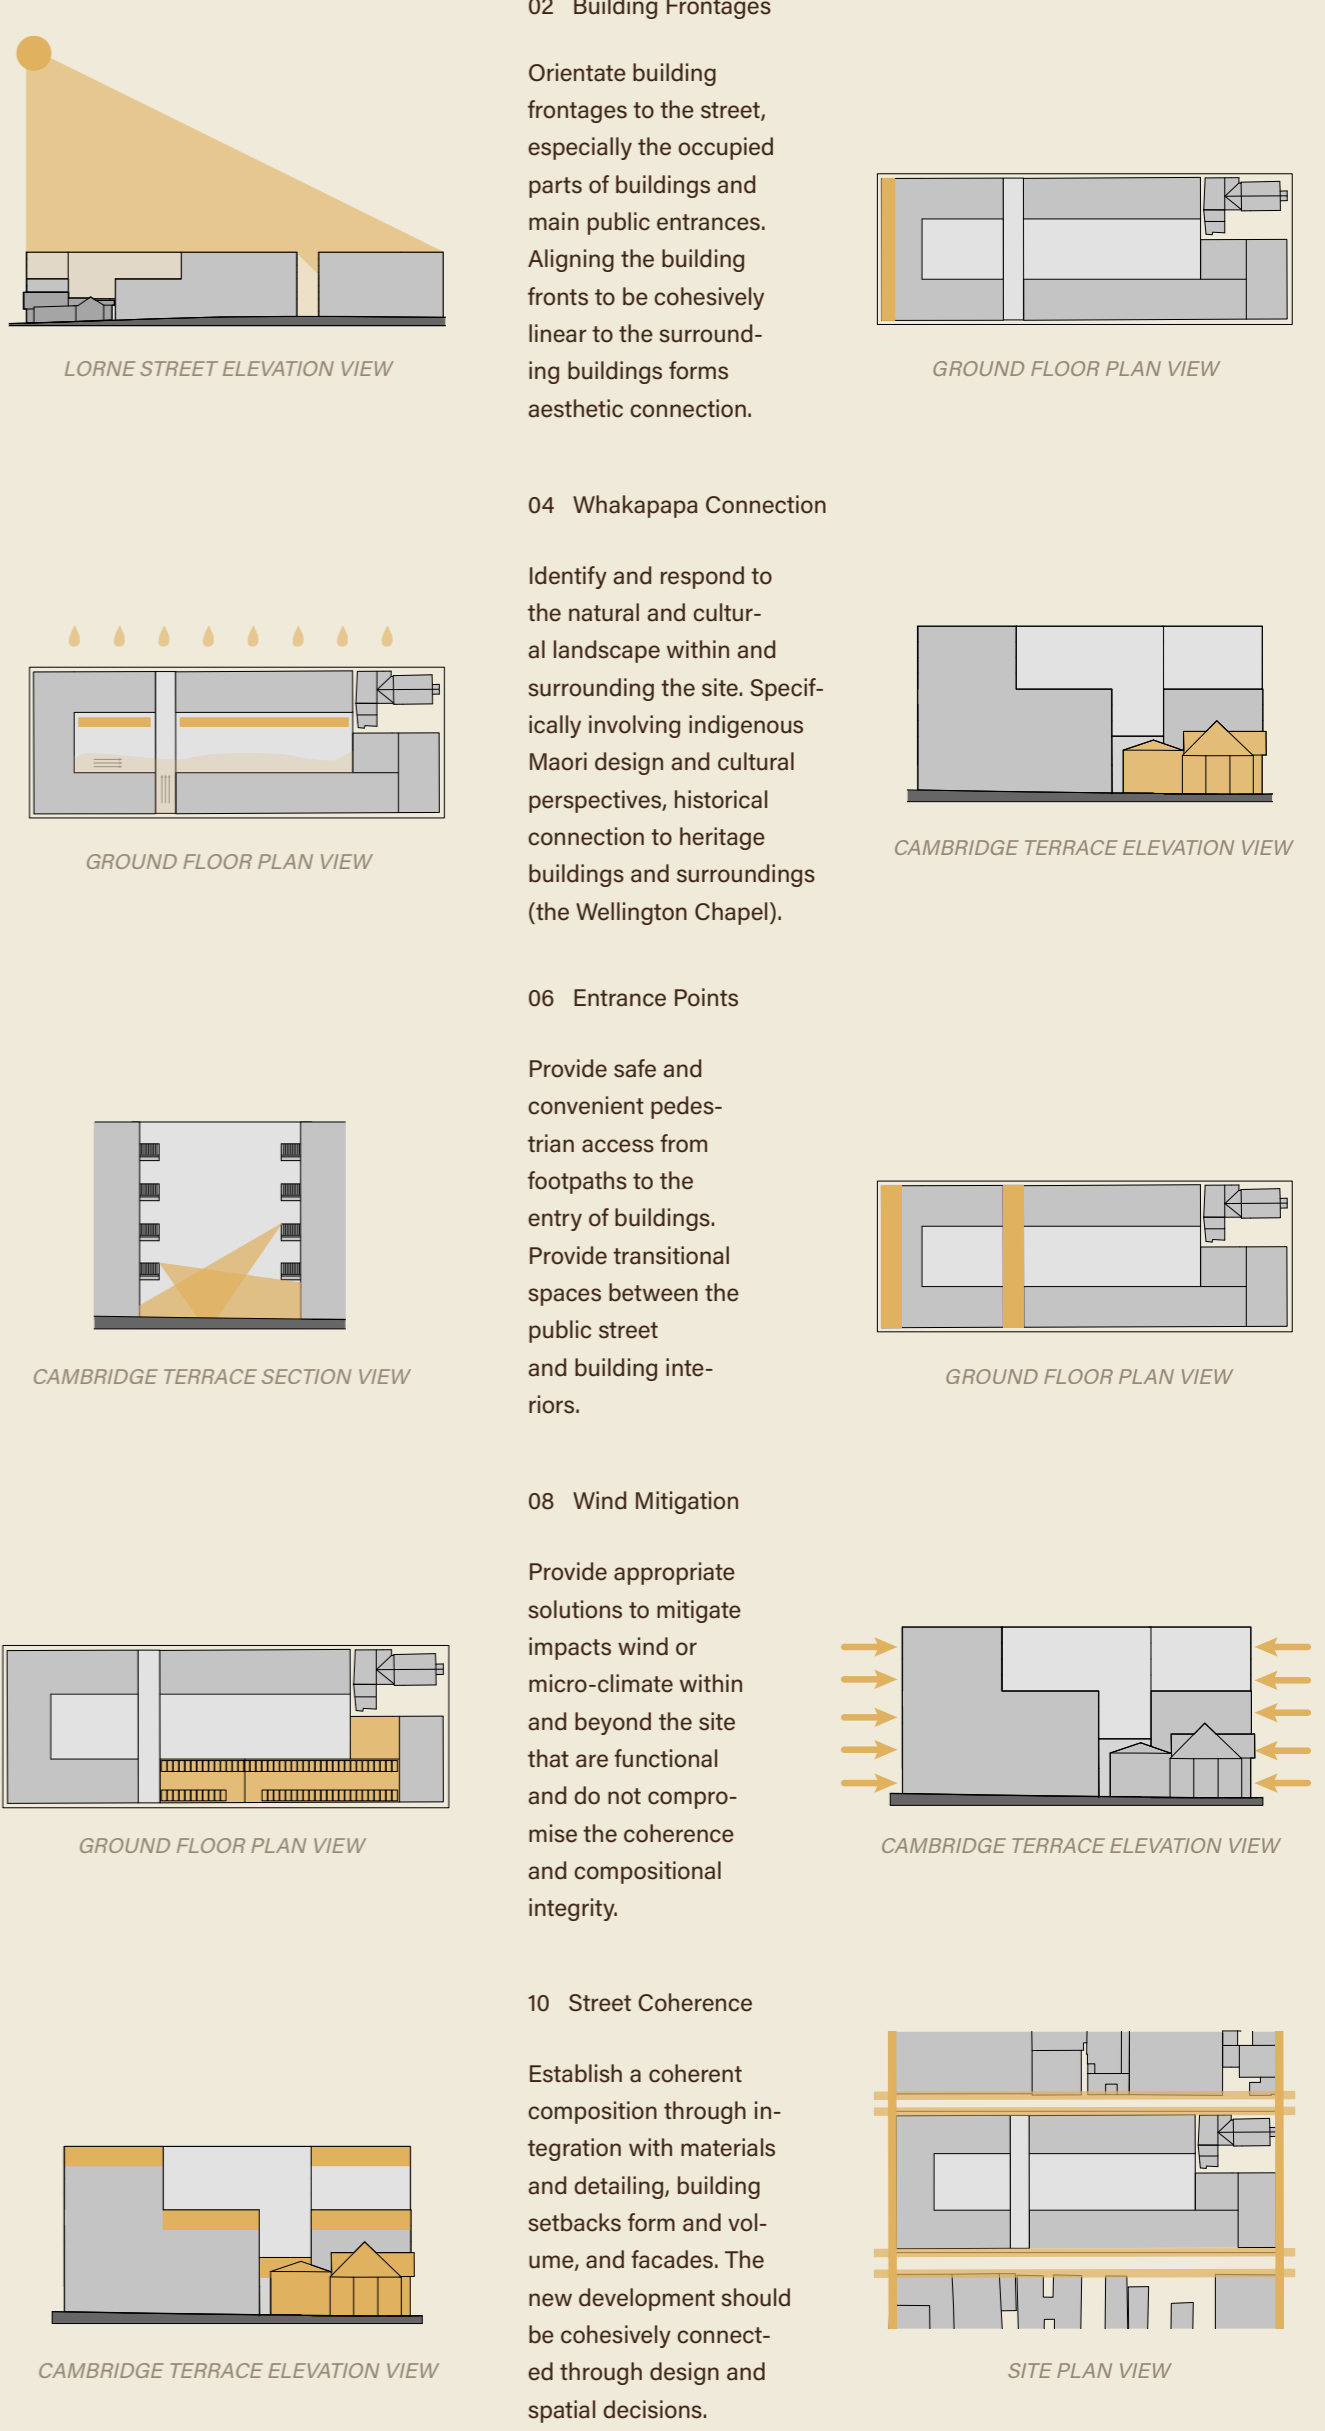 02 Building Frontages
Orientate building
frontages to the street,
especially the occupied
parts of buildings and
main public entrances.
Aligning the building
fronts to be cohesively
linear to the surround-
ing buildings forms
aesthetic connection.
LORNE STREET ELEVATION VIEW
GROUND FLOOR PLAN VIEW
04 Whakapapa Connection
Identify and respond to
the natural and cultur-
al landscape within and
surrounding the site. Specif-
ically involving indigenous
Maori design and cultural
perspectives, historical
connection to heritage
buildings and surroundings
(the Wellington Chapel).
GROUND FLOOR PLAN VIEW
CAMBRIDGE TERRACE ELEVATION VIEW
06 Entrance Points
Provide safe and
convenient pedes-
trian access from
footpaths to the
entry of buildings.
Provide transitional
spaces between the
public street
and building inte-
riors.
CAMBRIDGE TERRACE SECTION VIEW
GROUND FLOOR PLAN VIEW
08 Wind Mitigation
Provide appropriate
solutions to mitigate
impacts wind or
micro-climate within
and beyond the site
that are functional
and do not compro-
mise the coherence
and compositional
integrity.
GROUND FLOOR PLAN VIEW
CAMBRIDGE TERRACE ELEVATION VIEW
10 Street Coherence
Establish a coherent
composition through in-
tegration with materials
and detailing, building
setbacks form and vol-
ume, and facades. The
new development should
be cohesively connect-
ed through design and
spatial decisions.
CAMBRIDGE TERRACE ELEVATION VIEW
SITE PLAN VIEW